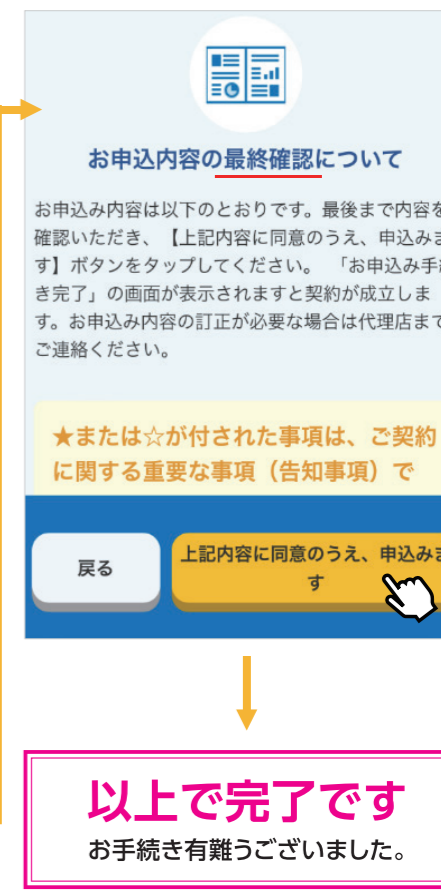 お申込内容の最終確認について
お申込み内容は以下のとおりです。最後まで内容を
確認いただき、【上記内容に同意のうえ、申込みま
す】ボタンをタップしてください。 「お申込み手続
き完了」の画面が表示されますと契約が成立しま
す。お申込み内容の訂正が必要な場合は代理店まで
ご連絡ください。
★または☆が付された事項は、ご契約
に関する重要な事項（告知事項）で
戻る
上記内容に同意のうえ、申込みま
す
以上で完了です
お手続き有難うございました。